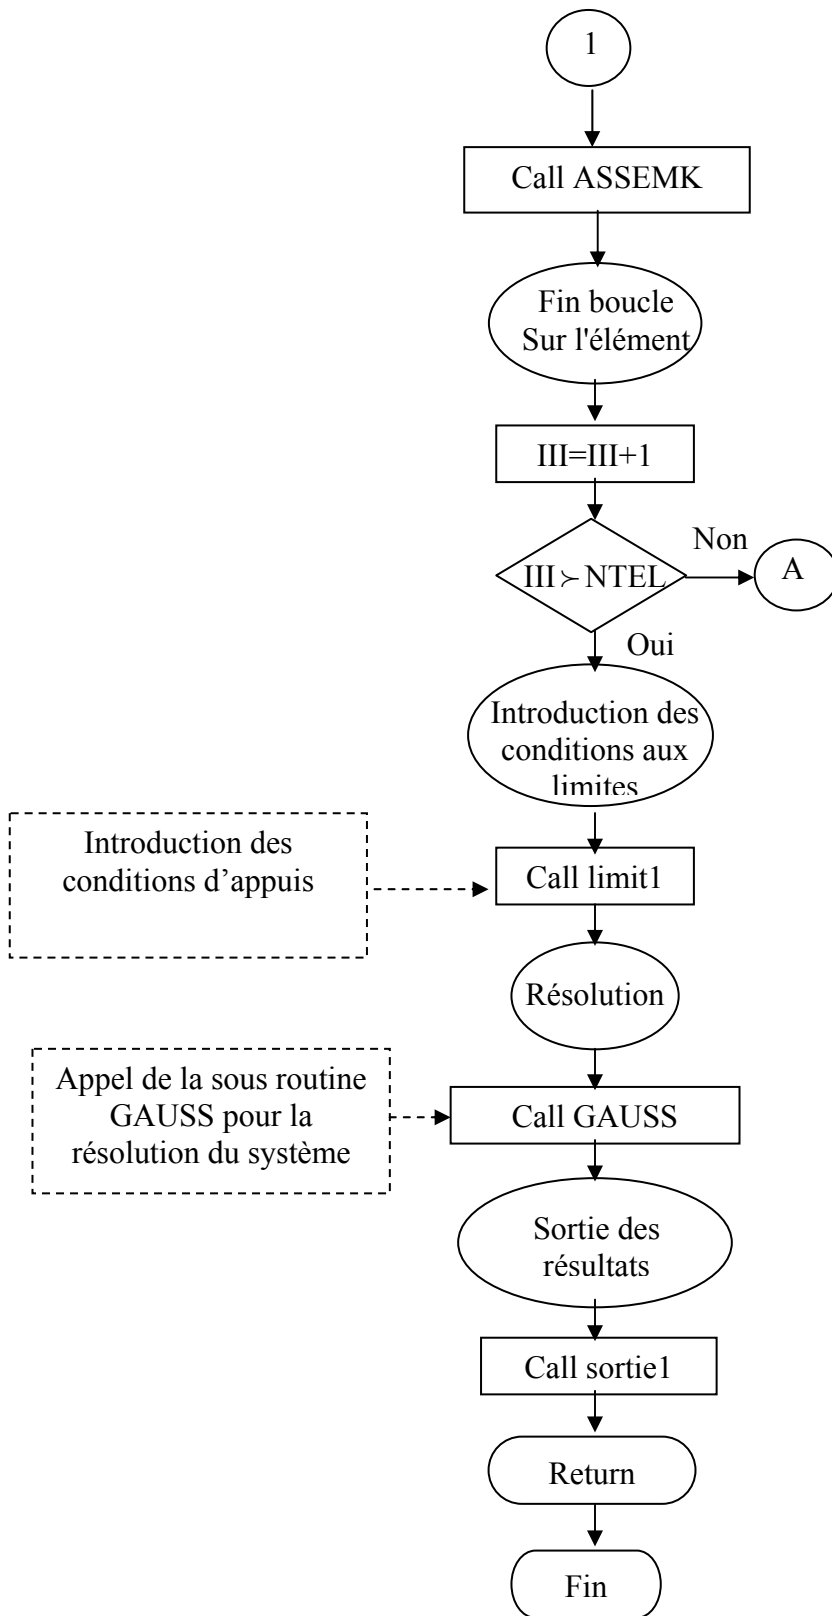 1
Call ASSEMK
Fin boucle
Sur l'élément
III=III+1
III≻NTEL
Non
A
Oui
Introduction des
conditions aux
limites
Introduction des
conditions d’appuis
Call limit1
Résolution
Appel de la sous routine
GAUSS pour la
résolution du système
Call GAUSS
Sortie des
résultats
Call sortie1
Return
Fin